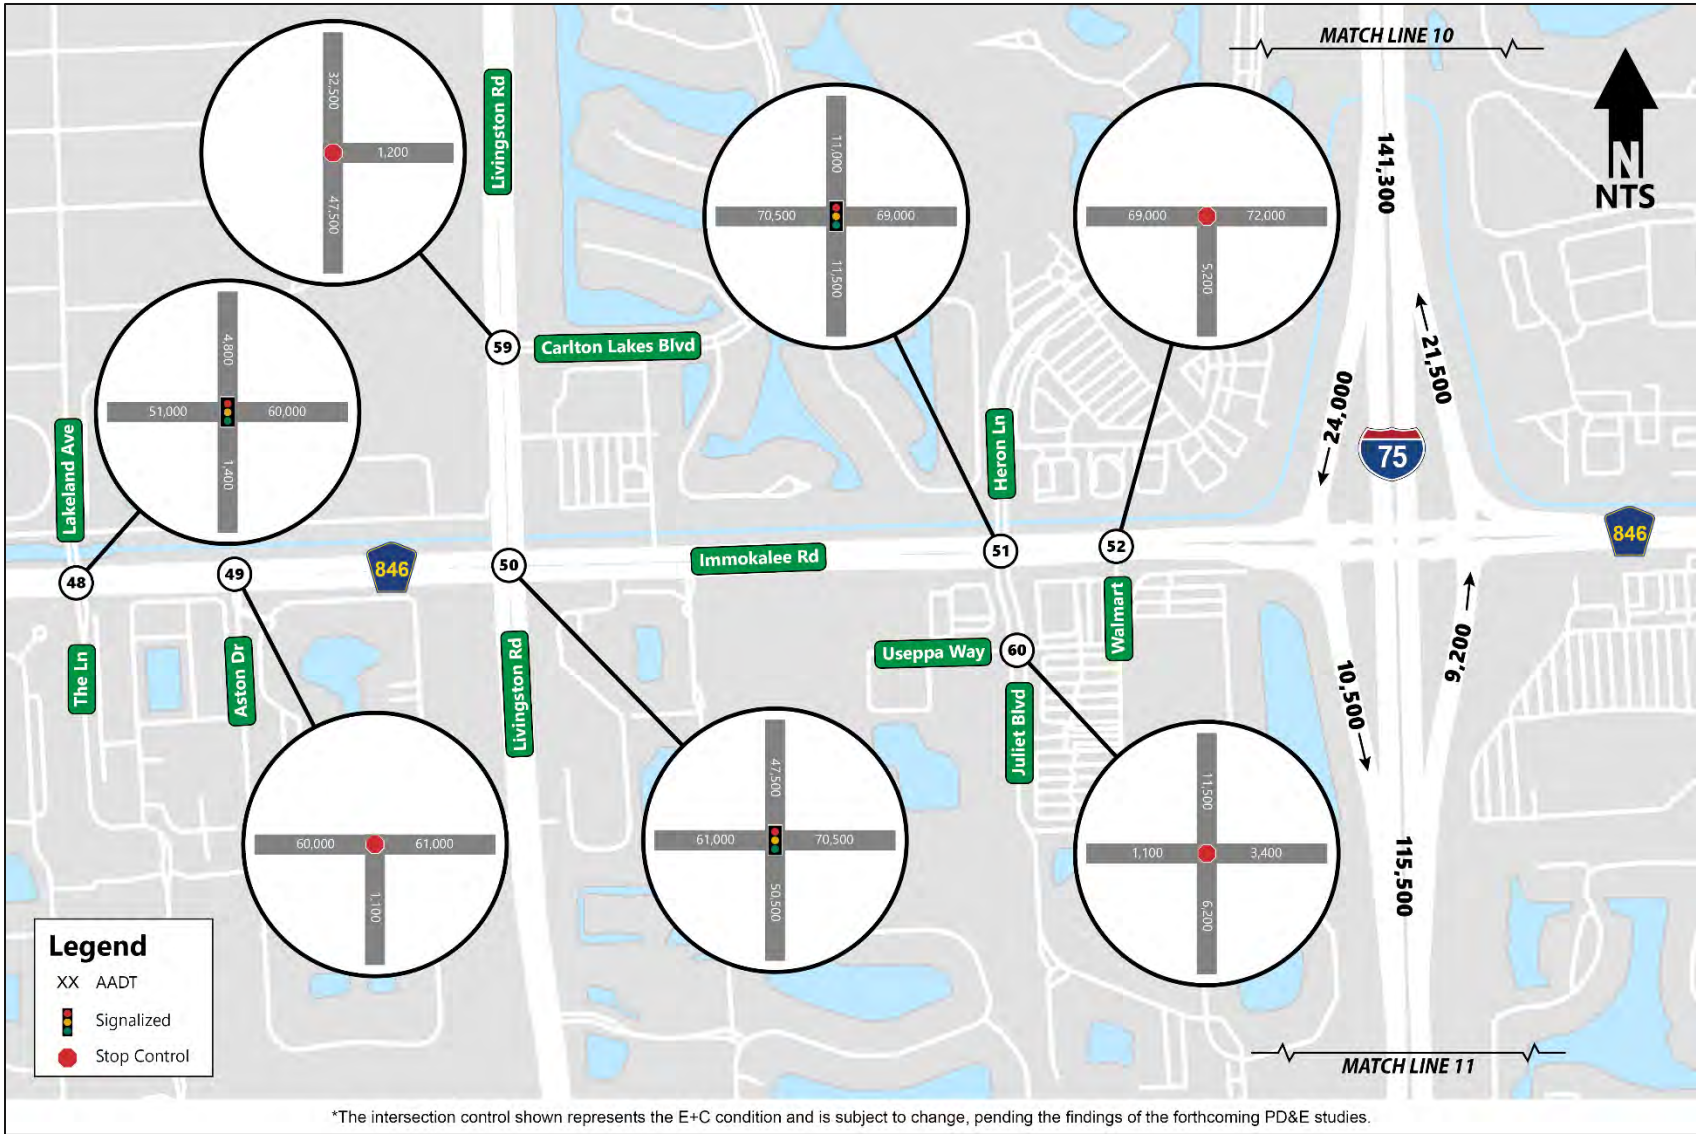 MATCH LINE 10
N
NTS
32,500
1,200
47,500
Livingston Rd
11,000
70,500
69,000
11,500
69,000
72,000
5,200
141,300
21,500
24,000
75
59
Carlton Lakes Blvd
4,800
51,000
60,000
1,400
Lakeland Ave
Heron Ln
48
49
846
50
Immokalee Rd
51
52
846
The Ln
Aston Dr
Livingston Rd
Useppa Way
60
Juliet Blvd
Walmart
10,500
9,200
60,000
61,000
1,100
47,500
61,000
70,500
50,500
11,500
1,100
3,400
6,200
115,500
Legend
XX AADT
Signalized
Stop Control
MATCH LINE 11
*The intersection control shown represents the E+C condition and is subject to change, pending the findings of the forthcoming PD&E studies.